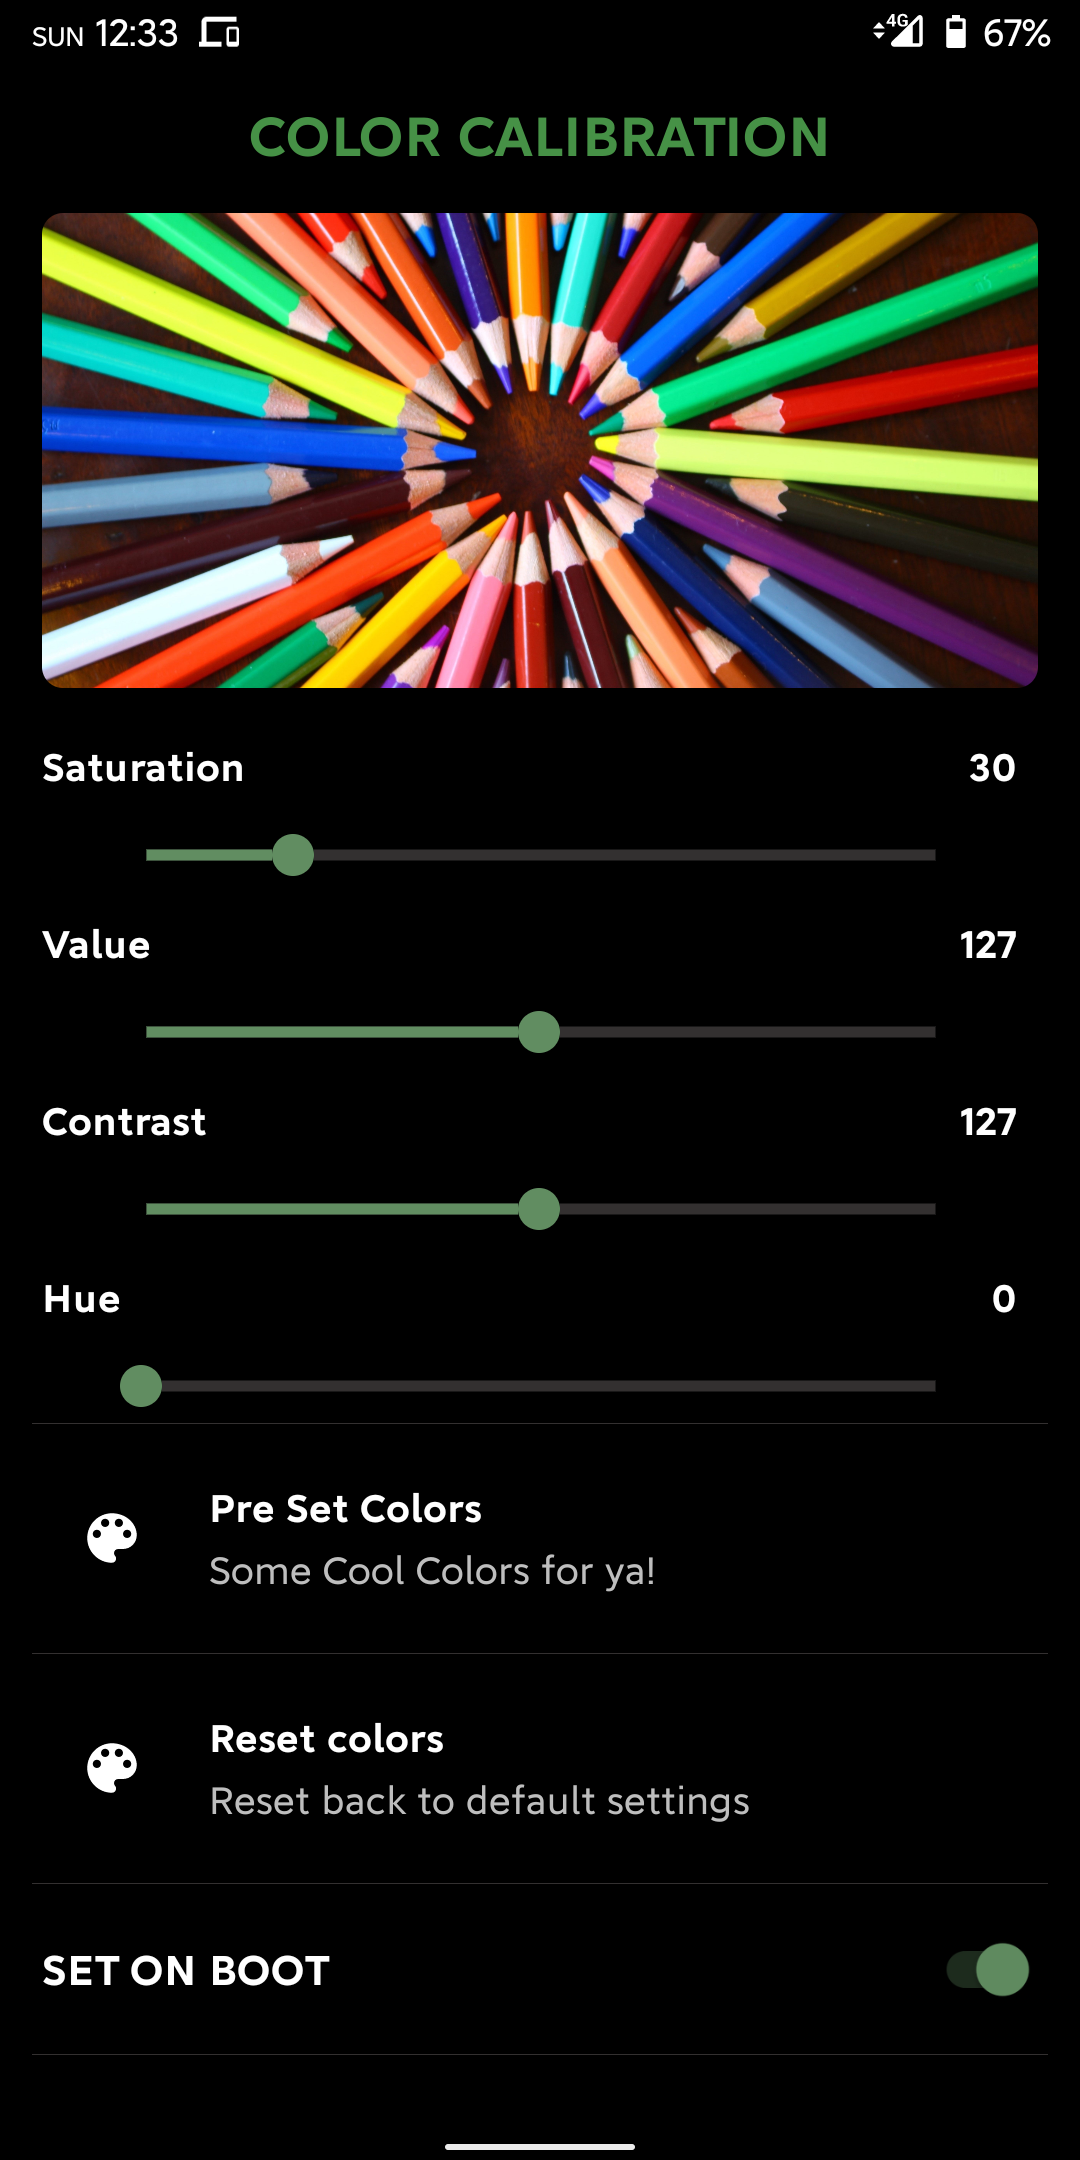 SUN 12:33 4G 67%
COLOR CALIBRATION
Saturation 30
Value 127
Contrast 127
Hue 0
Pre Set Colors
Some Cool Colors for ya!
Reset colors
Reset back to default settings
SET ON BOOT